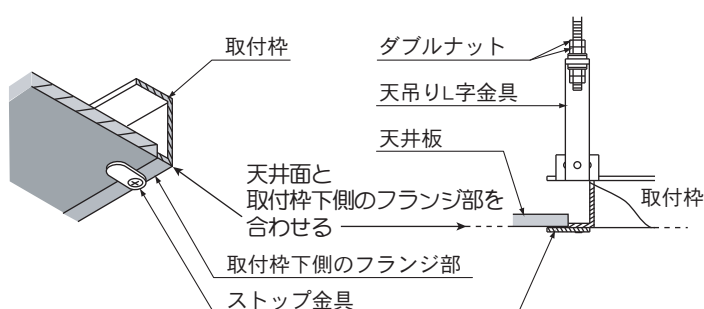 取付枠
ダブルナット
天吊りL字金具
天井板
天井面と
取付枠下側のフランジ部を
合わせる
取付枠
取付枠下側のフランジ部
ストップ金具